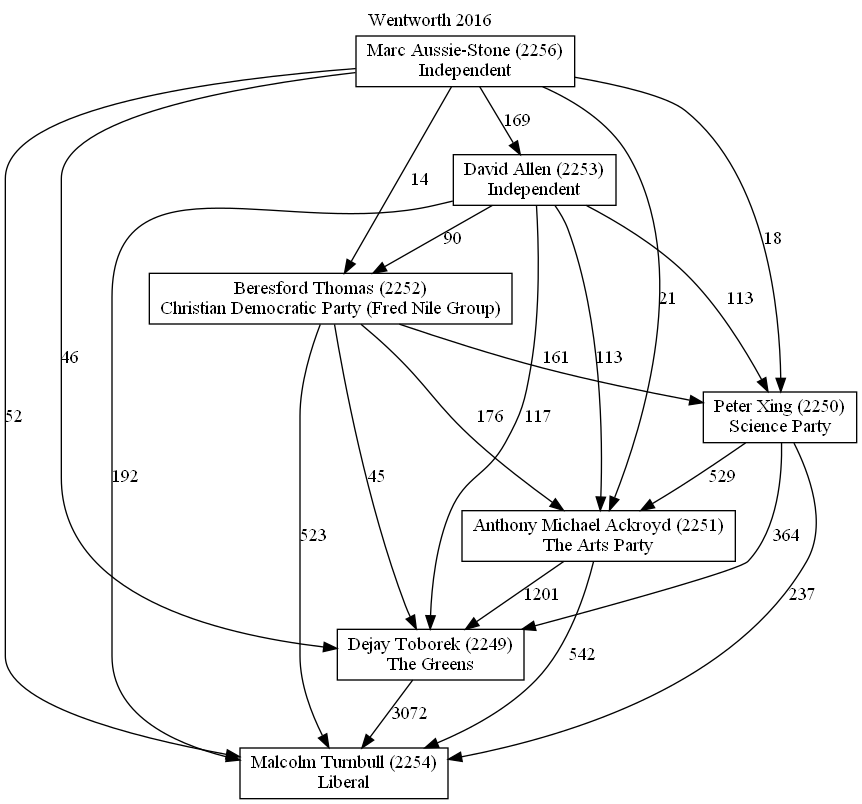 Wentworth 2016
Marc Aussie-Stone (2256)
Independent
169
David Allen (2253)
Independent
14
90
18
Beresford Thomas (2252)
Christian Democratic Party (Fred Nile Group)
21
113
46
161
113
Peter Xing (2250)
Science Party
52
176
117
192
45
529
Anthony Michael Ackroyd (2251)
The Arts Party
523
364
1201
237
Dejay Toborek (2249)
The Greens
542
3072
Malcolm Turnbull (2254)
Liberal